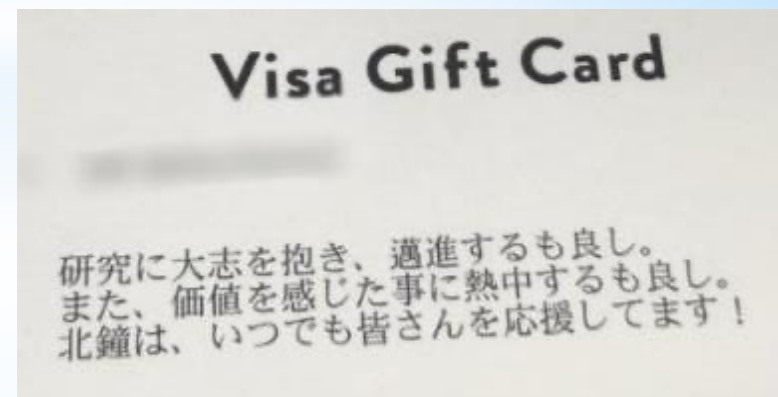 Visa Gift Card
研究に大志を抱き、邁進するも良し。
また、価値を感じた事に熱中するも良し。
北鐘は、いつでも皆さんを応援してます！